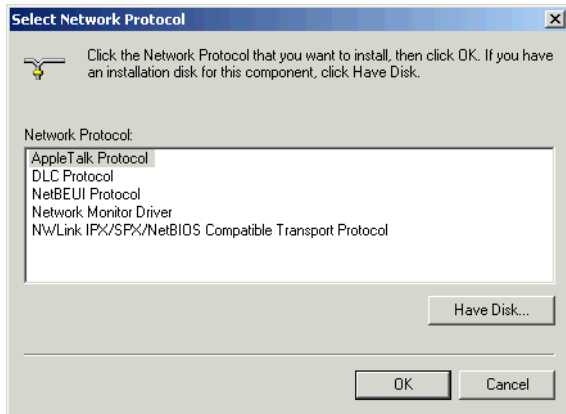 Select Network Protocol
Click the Network Protocol that you want to install, then click OK. If you have
an installation disk for this component, click Have Disk.
Network Protocol:
AppleTalk Protocol
DLC Protocol
NetBEUI Protocol
Network Monitor Driver
NWLink IPX/SPX/NetBIOS Compatible Transport Protocol
Have Disk...
OK
Cancel